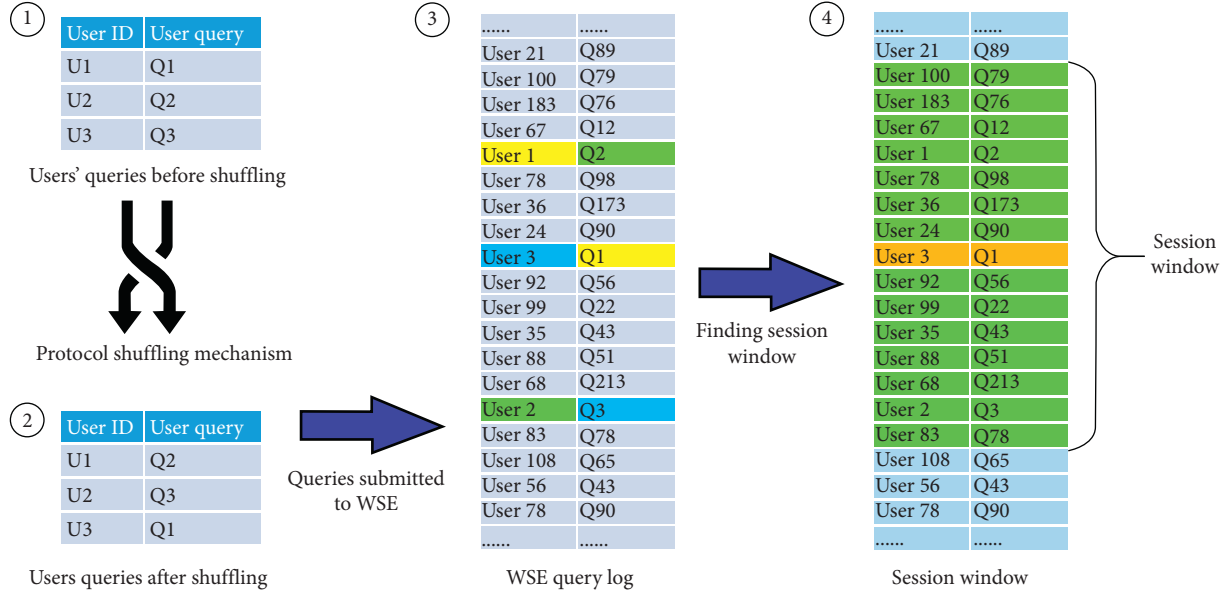 1
User ID User query
U1 Q1
U2 Q2
U3 Q3
Users' queries before shuffling
Protocol shuffling mechanism
2
User ID User query
U1 Q2
U2 Q3
U3 Q1
Users queries after shuffling
Queries submitted
to WSE
3
...... ......
User 21 Q89
User 100 Q79
User 183 Q76
User 67 Q12
User 1 Q2
User 78 Q98
User 36 Q173
User 24 Q90
User 3 Q1
User 92 Q56
User 99 Q22
User 35 Q43
User 88 Q51
User 68 Q213
User 2 Q3
User 83 Q78
User 108 Q65
User 56 Q43
User 78 Q90
...... ......
WSE query log
Finding session
window
4
...... ......
User 21 Q89
User 100 Q79
User 183 Q76
User 67 Q12
User 1 Q2
User 78 Q98
User 36 Q173
User 24 Q90
User 3 Q1
User 92 Q56
User 99 Q22
User 35 Q43
User 88 Q51
User 68 Q213
User 2 Q3
User 83 Q78
User 108 Q65
User 56 Q43
User 78 Q90
...... ......
Session window
Session
window